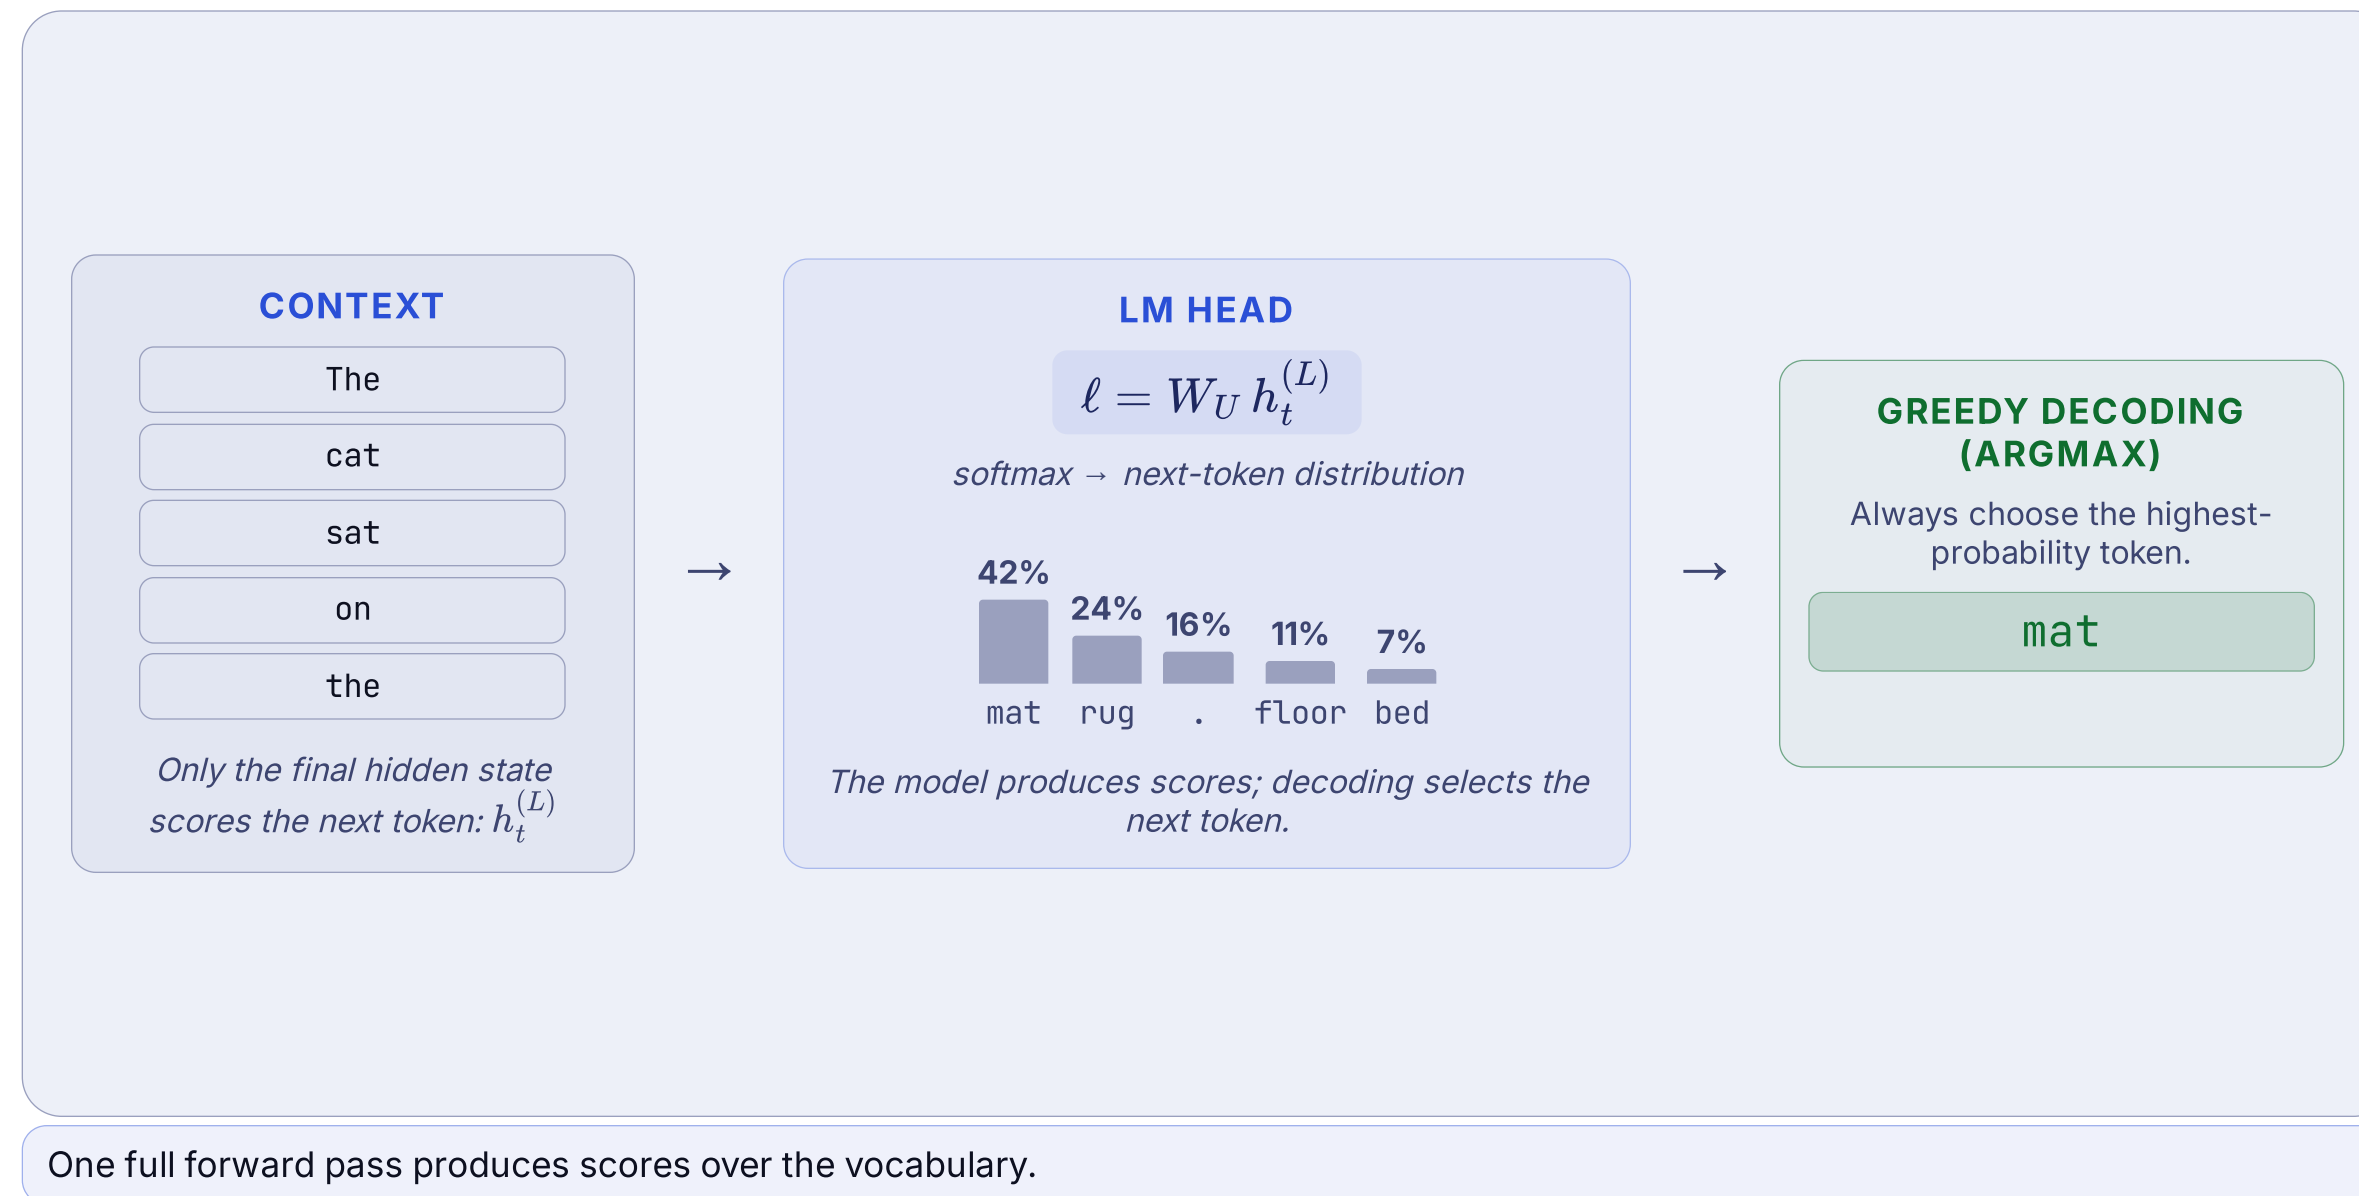 CONTEXT
The
cat
sat
on
the
Only the final hidden state
scores the next token: h_t^{(L)}
→
LM HEAD
ℓ = W_U h_t^{(L)}
softmax → next-token distribution
42% 24% 16% 11% 7%
mat rug . floor bed
The model produces scores; decoding selects the
next token.
→
GREEDY DECODING
(ARGMAX)
Always choose the highest-
probability token.
mat
One full forward pass produces scores over the vocabulary.